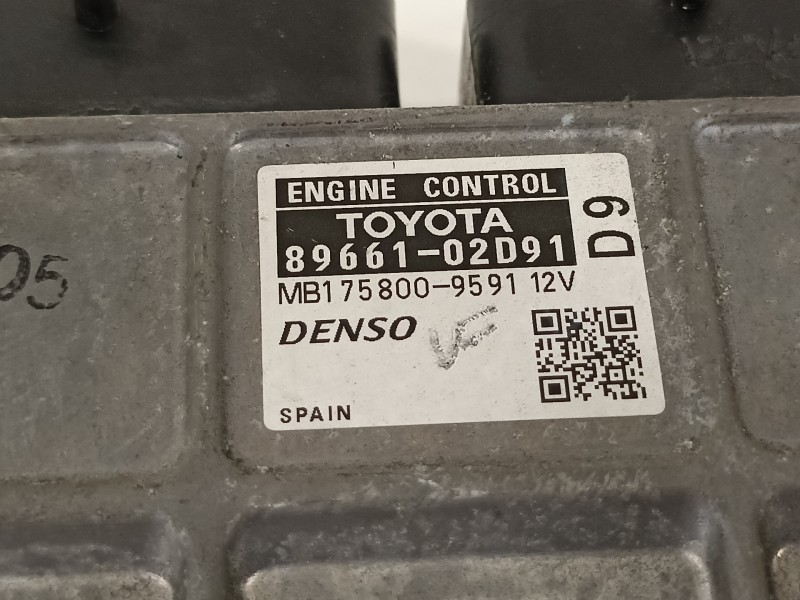 ENGINE CONTROL
TOYOTA
89661-02D91
D9
MB175800-9591 12V
DENSO
SPAIN
05